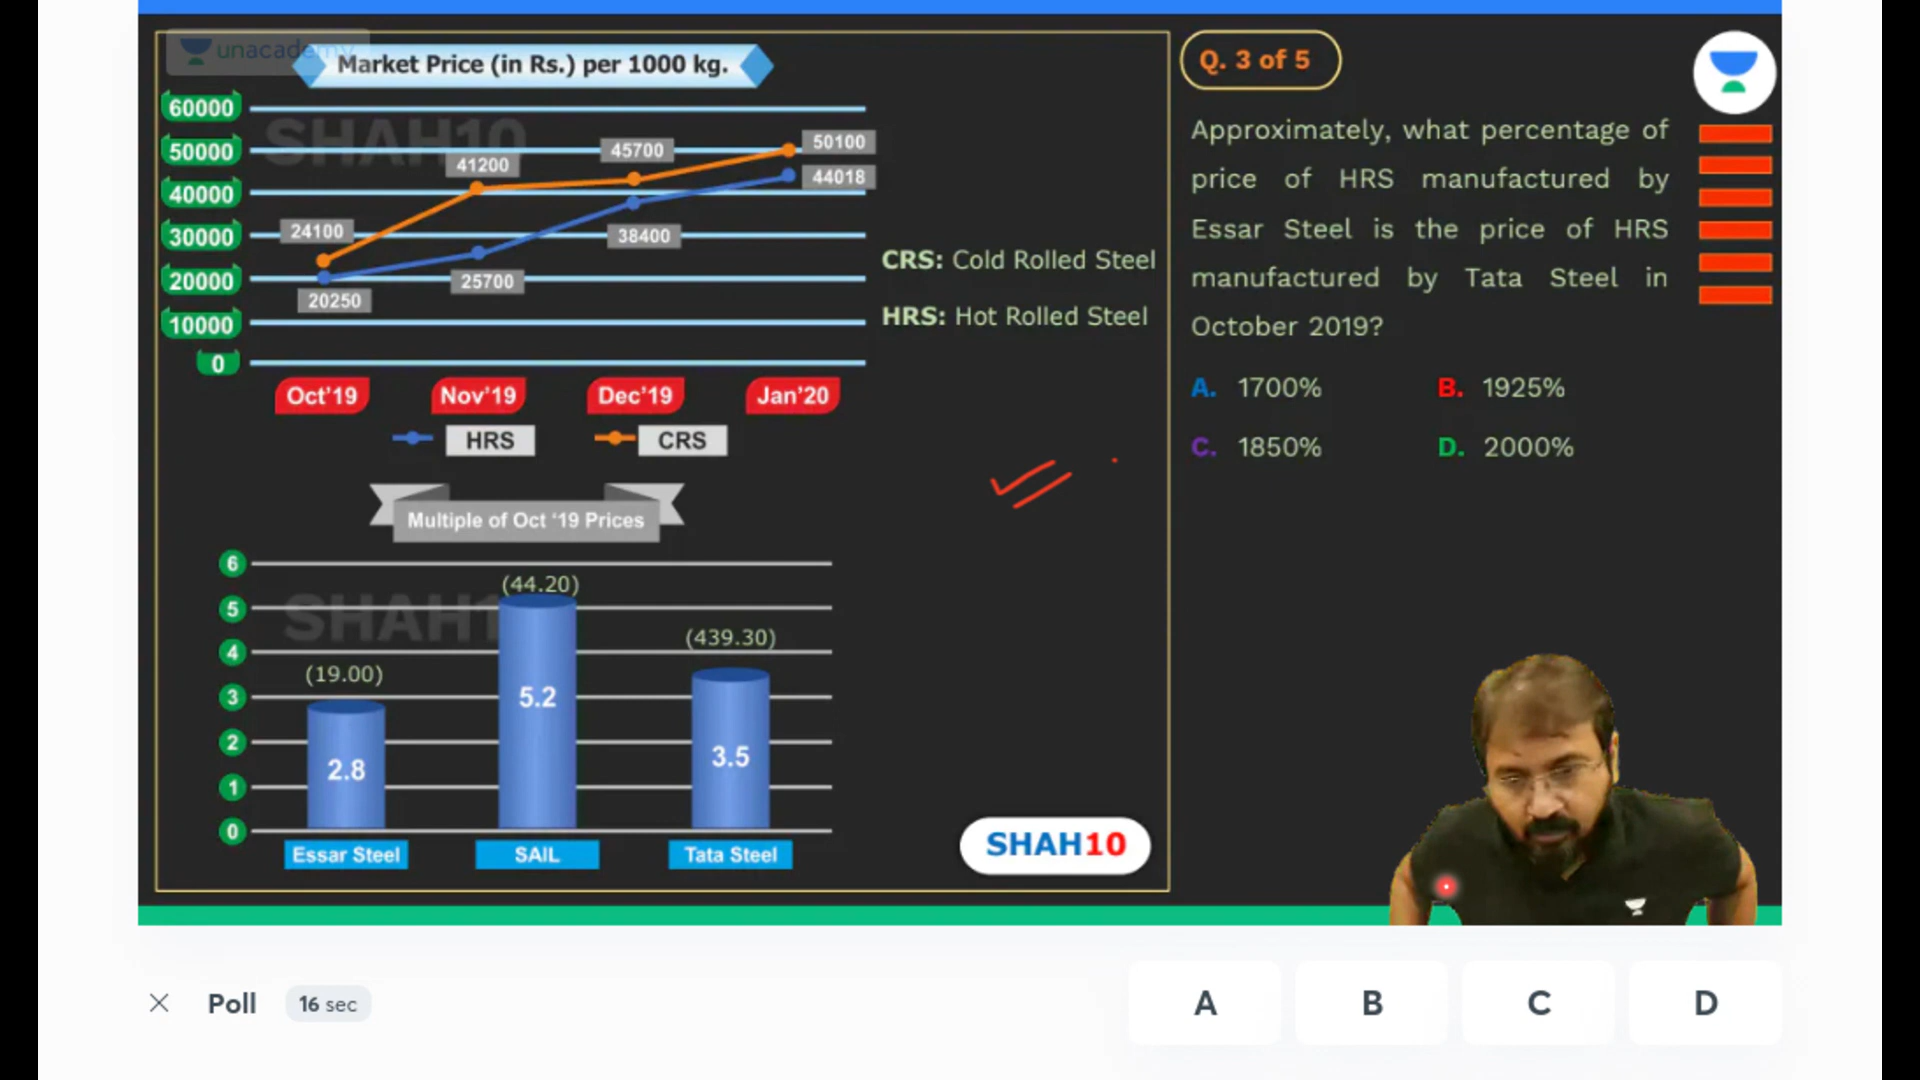 unacademy
Market Price (in Rs.) per 1000 kg.
60000
50000
40000
30000
20000
10000
0
SHAH10
24100
41200
45700
50100
20250
25700
38400
44018
CRS: Cold Rolled Steel
HRS: Hot Rolled Steel
Oct'19
Nov'19
Dec'19
Jan'20
HRS
CRS
Multiple of Oct '19 Prices
6
5
4
3
2
1
0
SHAH1
(19.00)
(44.20)
(439.30)
2.8
5.2
3.5
Essar Steel
SAIL
Tata Steel
SHAH10
Q. 3 of 5
Approximately, what percentage of
price of HRS manufactured by
Essar Steel is the price of HRS
manufactured by Tata Steel in
October 2019?
A. 1700%
B. 1925%
C. 1850%
D. 2000%
Poll
16 sec
A
B
C
D